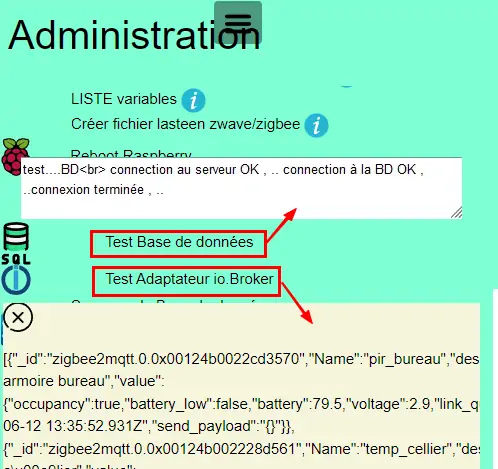 Administration
LISTE variables
Créer fichier lasteen zwave/zigbee
Reboot Raspberry
test....BD<br> connection au serveur OK , .. connection à la BD OK ,
..connexion terminée , ..
Test Base de données
SQL
Test Adaptateur io.Broker
[{"_id":"zigbee2mqtt.0.0x00124b0022cd3570","Name":"pir_bureau","des
armoire bureau","value":
{"occupancy":true,"battery_low":false,"battery":79.5,"voltage":2.9,"link_q
06-12 13:35:52.931Z","send_payload":"{}"}},
{"_id":"zigbee2mqtt.0.0x00124b002228d561","Name":"temp_cellier","des